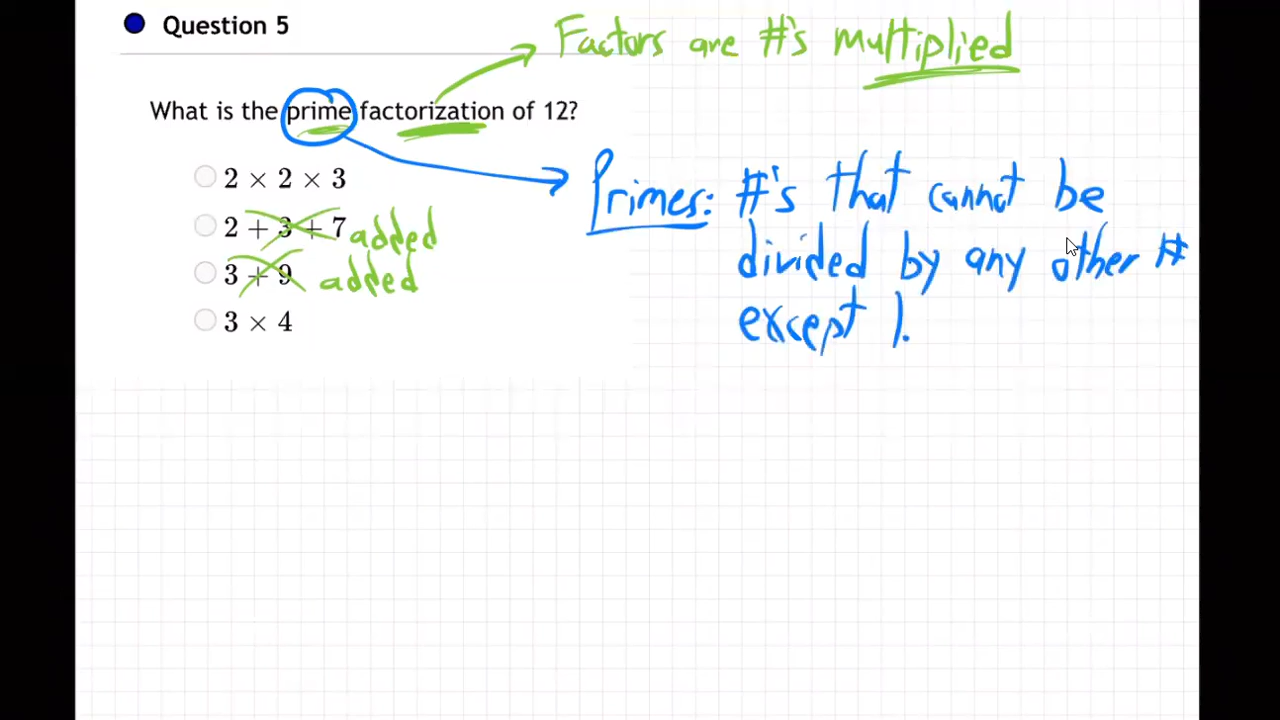 Question 5
Factors are #'s multiplied
What is the prime factorization of 12?
2 × 2 × 3
2 + 3 + 7 added
3 + 9 added
3 × 4
Primes: #'s that cannot be
divided by any other #
except 1.